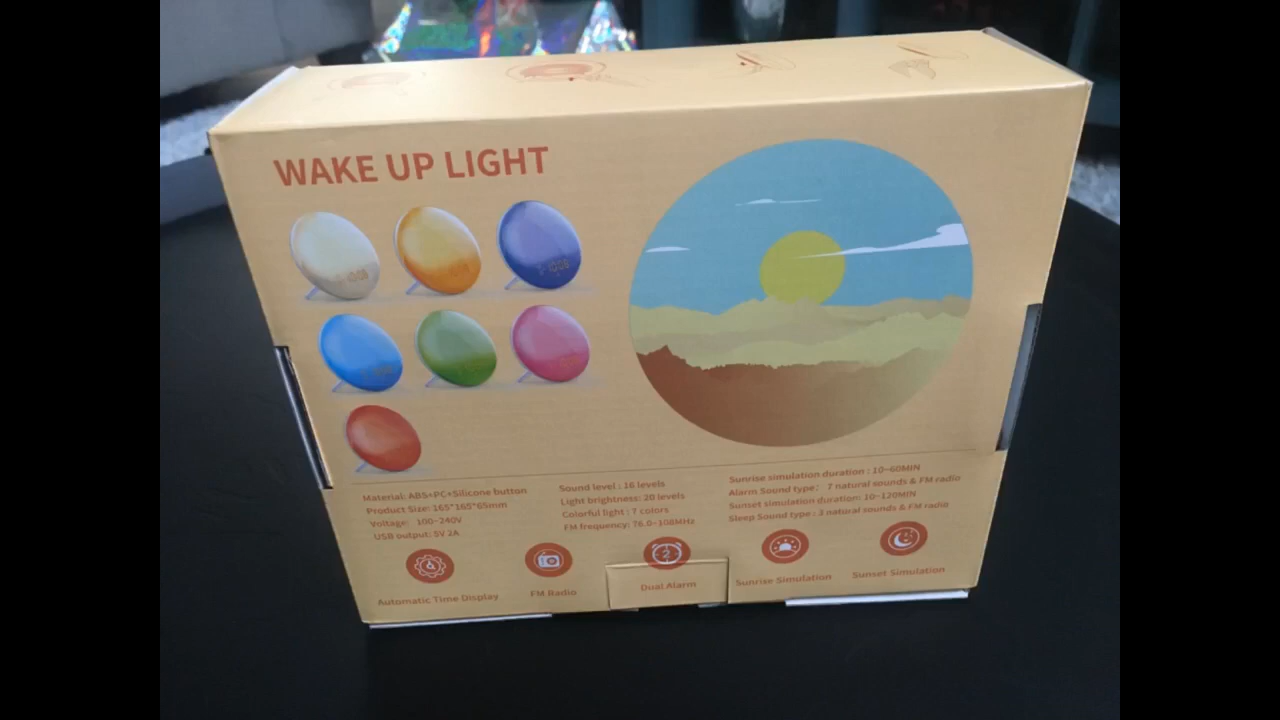 WAKE UP LIGHT
Material: ABS+PC+Silicone button
Product Size: 165*165*65mm
Voltage: 100-240V
USB output: 5V 2A
Sound level : 16 levels
Light brightness: 20 levels
Colorful light : 7 colors
FM frequency: 76.0~108MHz
Sunrise simulation duration : 10~60MIN
Alarm Sound type: 7 natural sounds & FM radio
Sunset simulation duration: 10~120MIN
Sleep Sound type : 3 natural sounds & FM radio
Automatic Time Display
FM Radio
2
Dual Alarm
Sunrise Simulation
Sunset Simulation